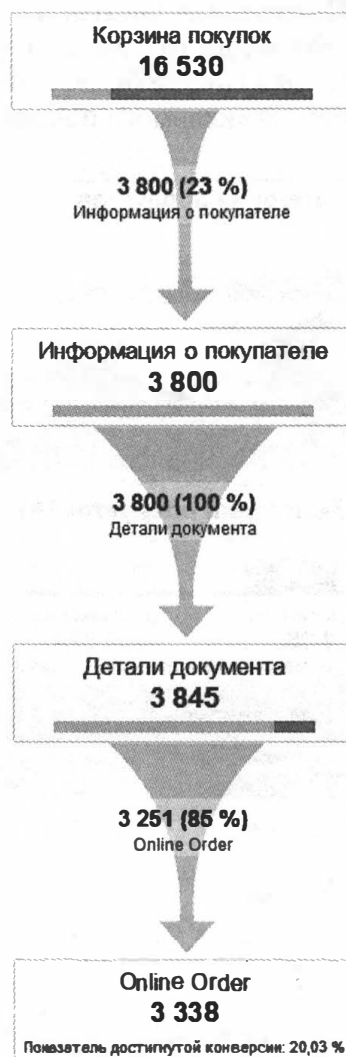 Корзина покупок
16 530
3 800 (23 %)
Информация о покупателе
Информация о покупателе
3 800
3 800 (100 %)
Детали документа
Детали документа
3 845
3 251 (85 %)
Online Order
Online Order
3 338
Показатель достигнутой конверсии: 20,03 %